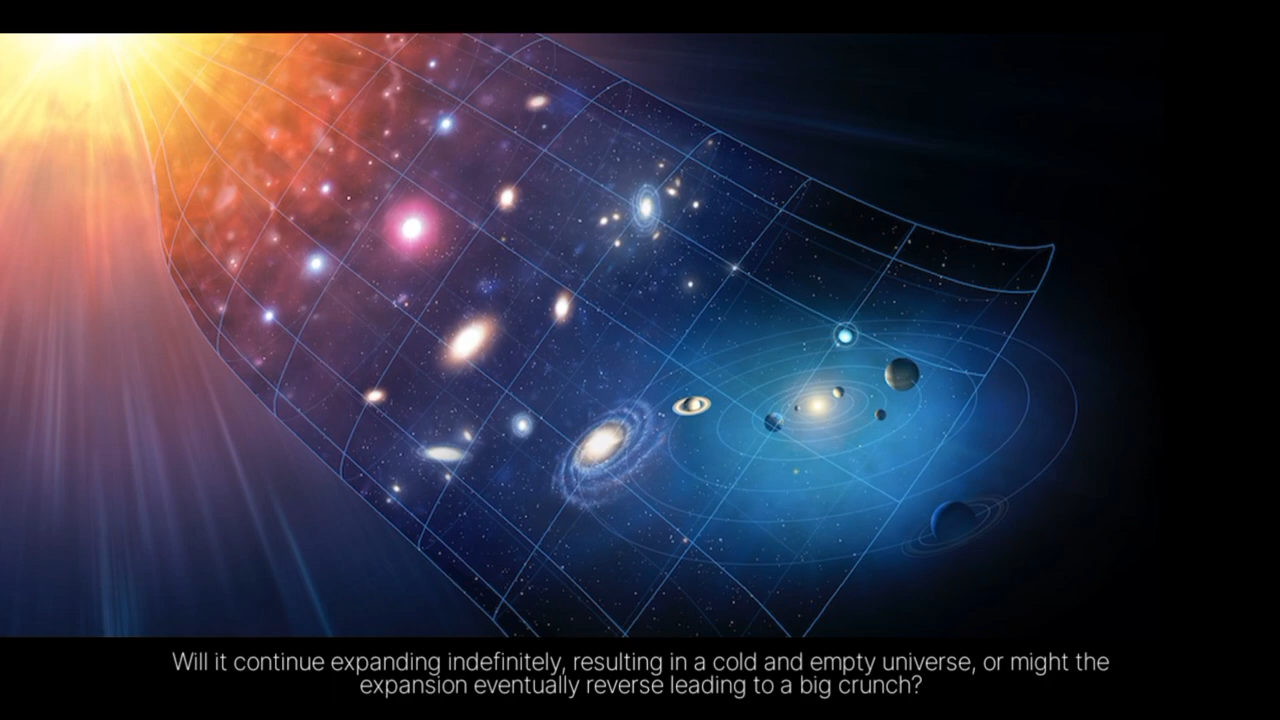 Will it continue expanding indefinitely, resulting in a cold and empty universe, or might the
expansion eventually reverse leading to a big crunch?